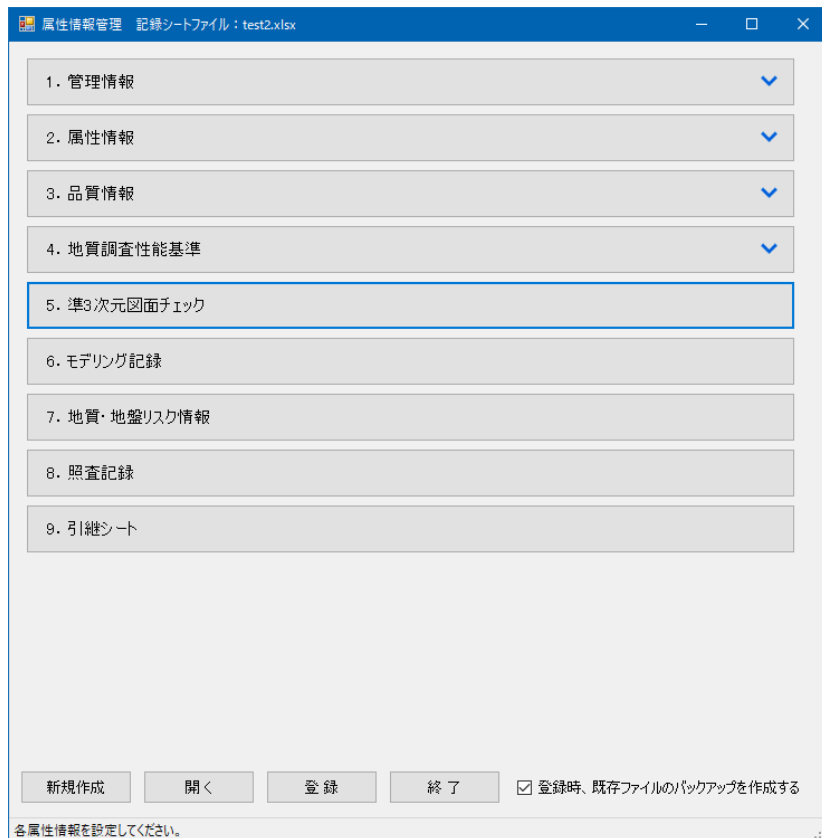 属性情報管理　記録シートファイル：test2.xlsx
1. 管理情報
2. 属性情報
3. 品質情報
4. 地質調査性能基準
5. 準3次元図面チェック
6. モデリング記録
7. 地質・地盤リスク情報
8. 照査記録
9. 引継シート
新規作成　開く　登 録　終 了　登録時、既存ファイルのバックアップを作成する
各属性情報を設定してください。